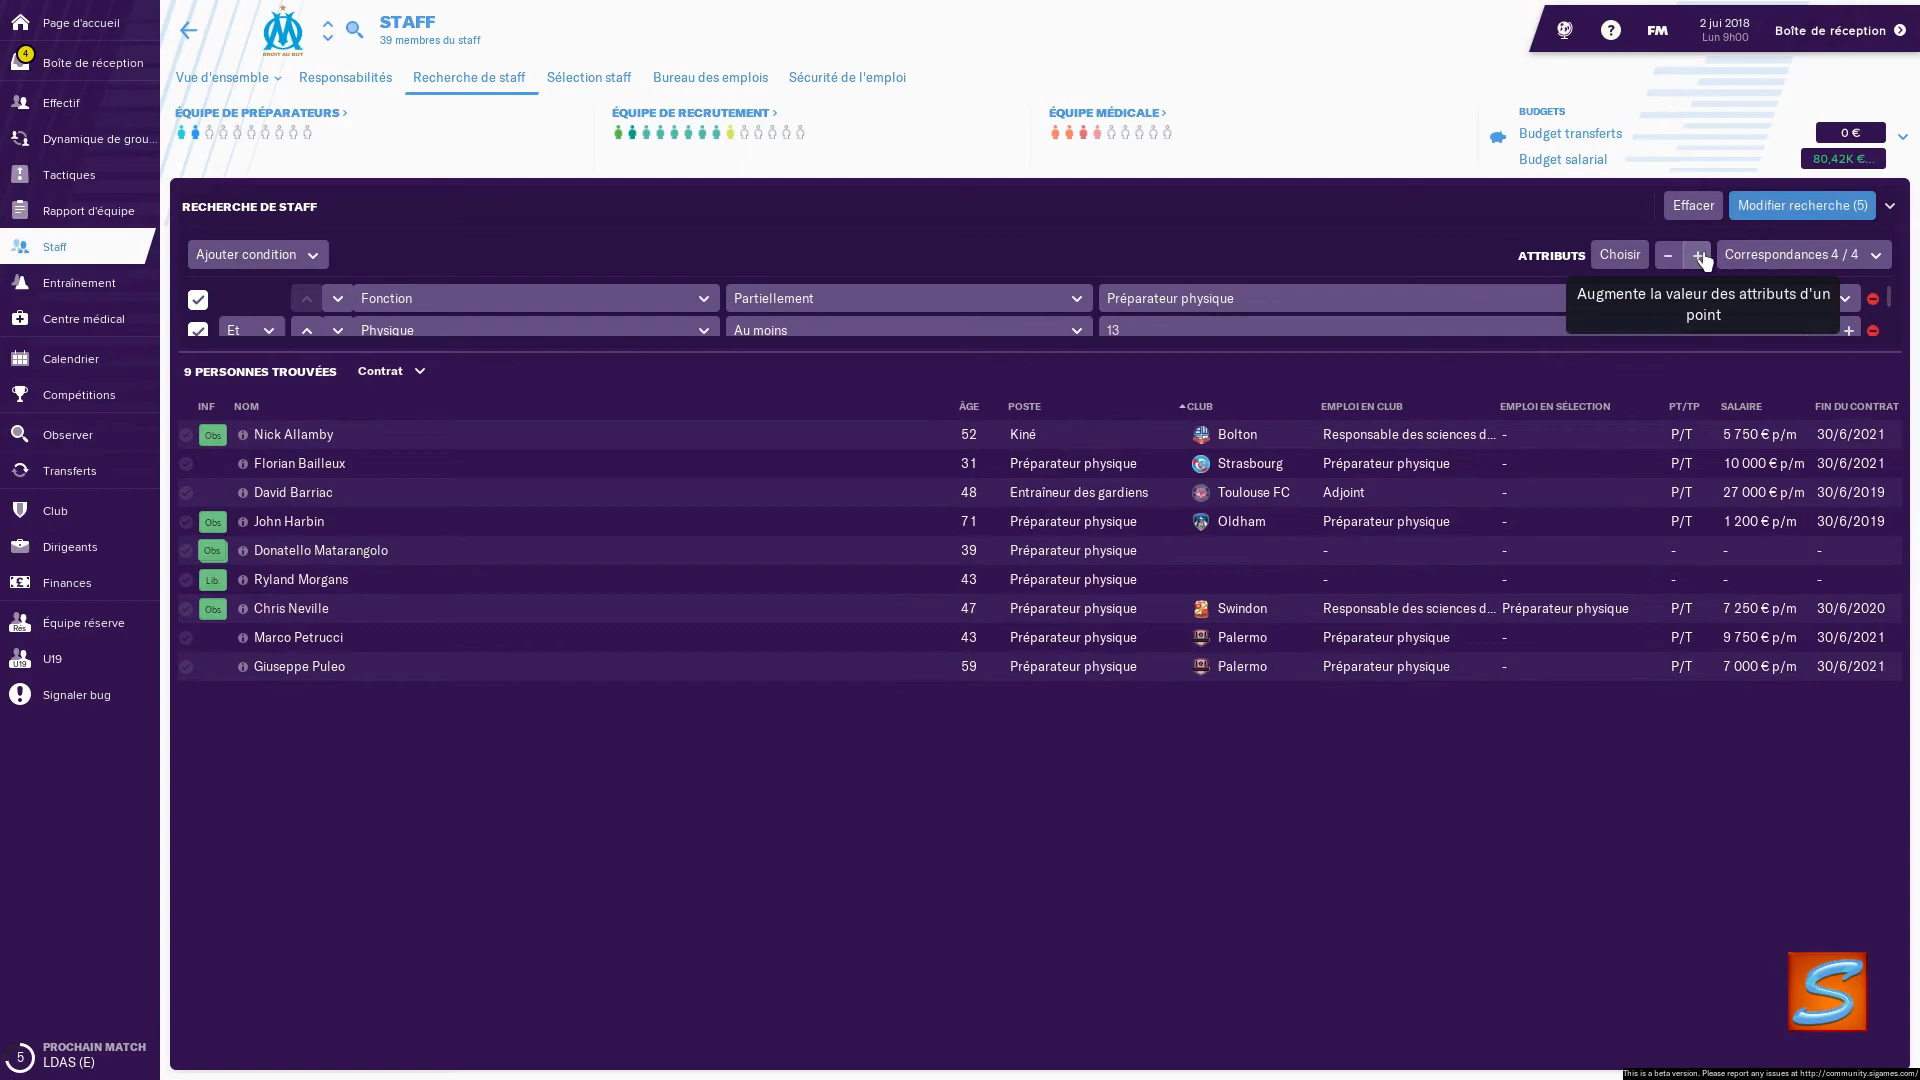 Page d'accueil
4
Boîte de réception
Effectif
Dynamique de grou...
Tactiques
Rapport d'équipe
Staff
Entraînement
Centre médical
Calendrier
Compétitions
Observer
Transferts
Club
Dirigeants
Finances
Rés
Équipe réserve
U19
U19
Signaler bug
5
PROCHAIN MATCH
LDAS (E)
DROIT AU BUT
STAFF
39 membres du staff
?
FM
2 jui 2018
Lun 9h00
Boîte de réception
Vue d'ensemble
Responsabilités
Recherche de staff
Sélection staff
Bureau des emplois
Sécurité de l'emploi
ÉQUIPE DE PRÉPARATEURS >
ÉQUIPE DE RECRUTEMENT >
ÉQUIPE MÉDICALE >
BUDGETS
Budget transferts 0 €
Budget salarial 80,42K €...
RECHERCHE DE STAFF
Effacer
Modifier recherche (5)
Ajouter condition
ATTRIBUTS
Choisir
- +
Correspondances 4 / 4
Augmente la valeur des attributs d'un
point
Fonction Partiellement Préparateur physique
Et Physique Au moins 13 +
9 PERSONNES TROUVÉES Contrat
INF NOM ÂGE POSTE CLUB EMPLOI EN CLUB EMPLOI EN SÉLECTION PT/TP SALAIRE FIN DU CONTRAT
Obs Nick Allamby 52 Kiné Bolton Responsable des sciences d... - P/T 5 750 € p/m 30/6/2021
Florian Bailleux 31 Préparateur physique Strasbourg Préparateur physique - P/T 10 000 € p/m 30/6/2021
David Barriac 48 Entraîneur des gardiens Toulouse FC Adjoint - P/T 27 000 € p/m 30/6/2019
Obs John Harbin 71 Préparateur physique Oldham Préparateur physique - P/T 1 200 € p/m 30/6/2019
Obs Donatello Matarangolo 39 Préparateur physique - - - - -
Lib. Ryland Morgans 43 Préparateur physique - - - - -
Obs Chris Neville 47 Préparateur physique Swindon Responsable des sciences d... Préparateur physique P/T 7 250 € p/m 30/6/2020
Marco Petrucci 43 Préparateur physique Palermo Préparateur physique - P/T 9 750 € p/m 30/6/2021
Giuseppe Puleo 59 Préparateur physique Palermo Préparateur physique - P/T 7 000 € p/m 30/6/2021
S
This is a beta version. Please report any issues at http://community.sigames.com/